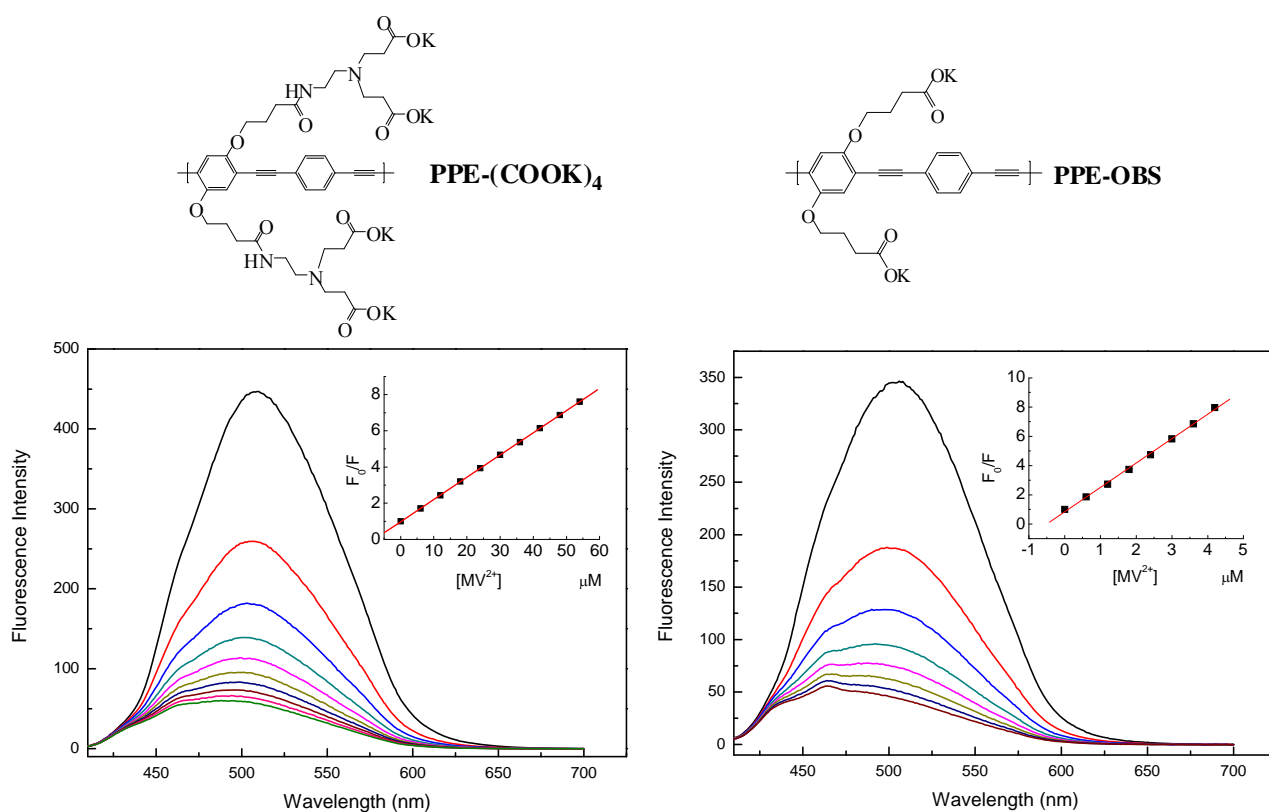 O
OK
N
O
OK
HN
O
O
PPE-(COOK)4
O
O
HN
N
O
OK
O
OK
OK
O
O
PPE-OBS
O
O
OK
500
400
300
200
100
0
450
500
550
600
650
700
Fluorescence Intensity
Wavelength (nm)
8
6
4
2
0
0
10
20
30
40
50
60
F0/F
[MV2+]
μM
350
300
250
200
150
100
50
0
450
500
550
600
650
700
Fluorescence Intensity
Wavelength (nm)
10
8
6
4
2
0
-1
0
1
2
3
4
5
F0/F
[MV2+]
μM